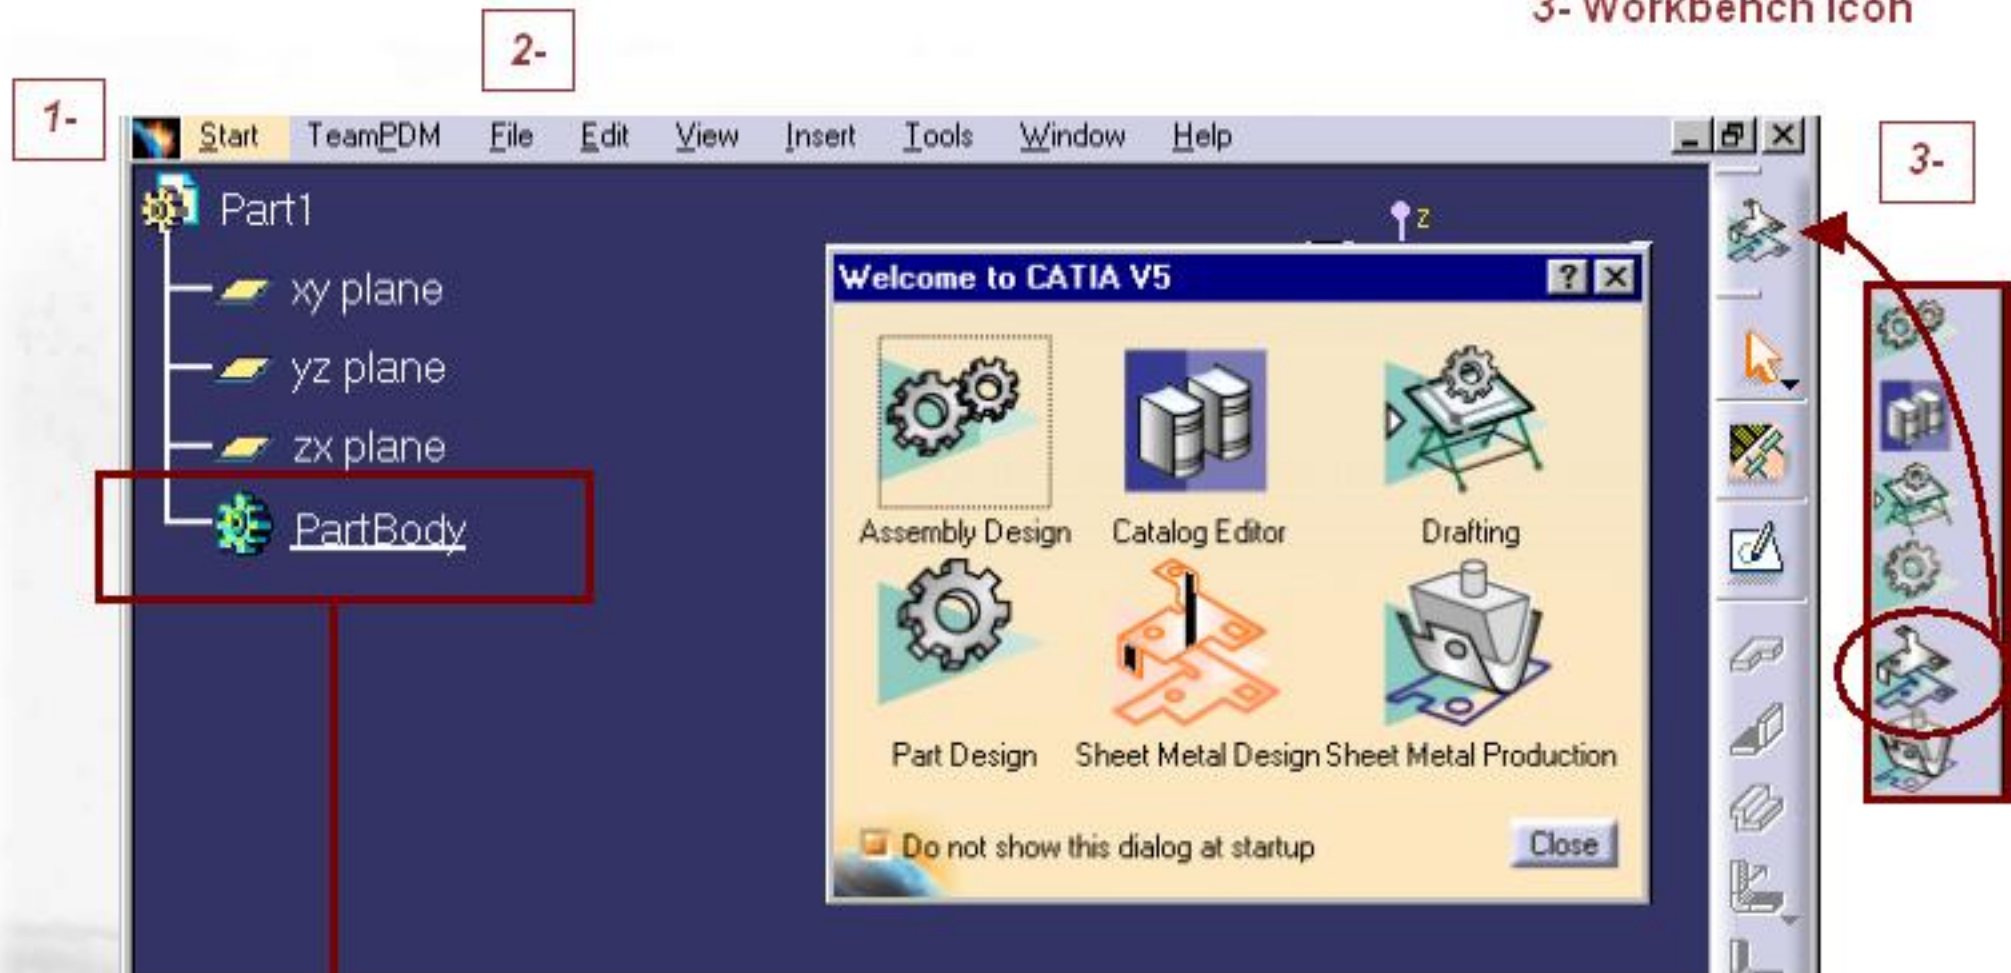 3- Workbench Icon
2-
1-
Start TeamPDM File Edit View Insert Tools Window Help
3-
Part1
z
xy plane
Welcome to CATIA V5
yz plane
zx plane
PartBody
Assembly Design Catalog Editor Drafting
Part Design Sheet Metal Design Sheet Metal Production
Do not show this dialog at startup Close